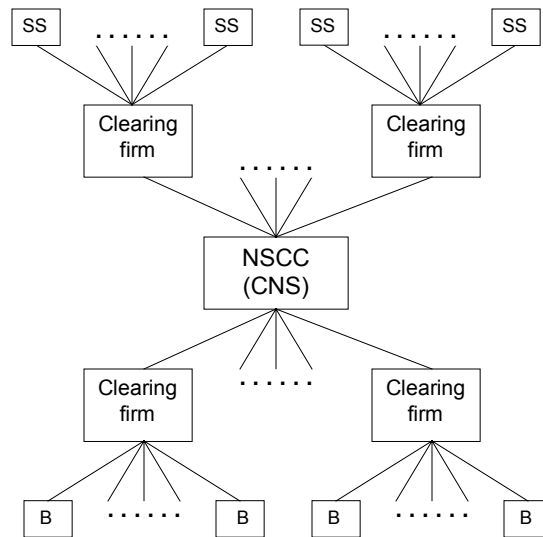 SS
......
SS
SS
......
SS
Clearing
firm
Clearing
firm
......
NSCC
(CNS)
Clearing
firm
......
Clearing
firm
B
......
B
B
......
B